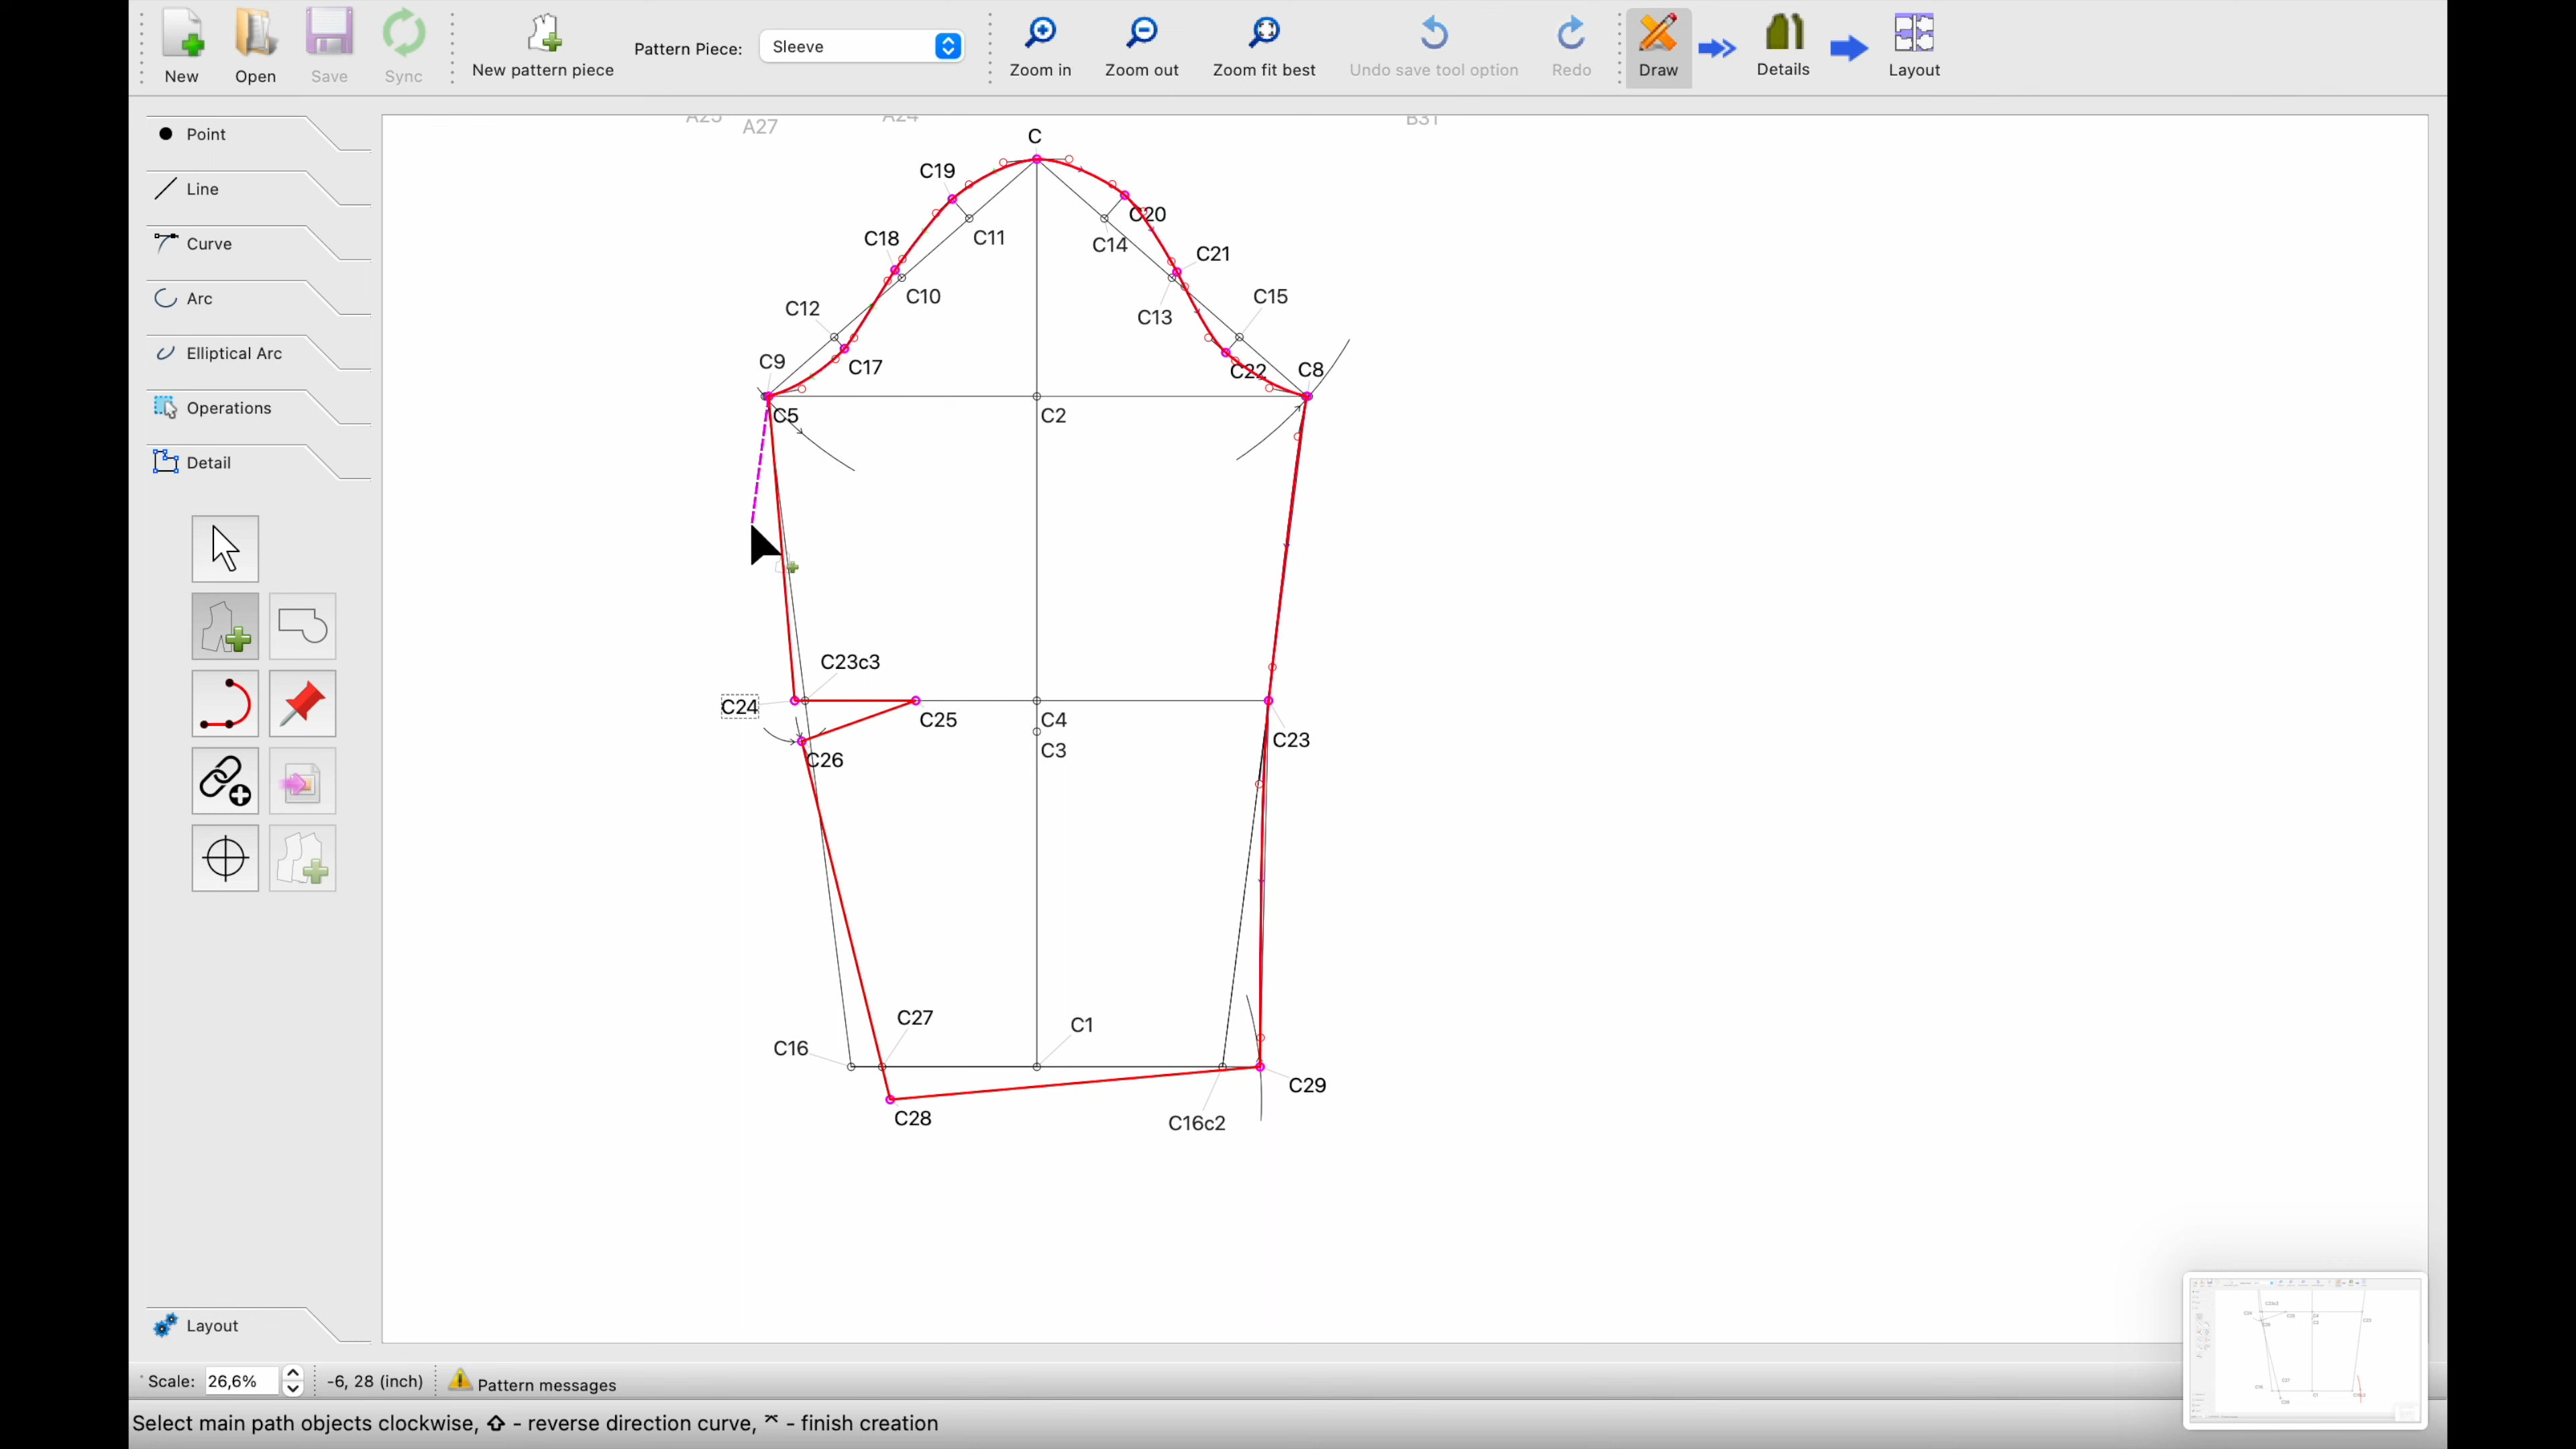 New
Open
Save
Sync
New pattern piece
Pattern Piece:
Sleeve
Zoom in
Zoom out
Zoom fit best
Undo save tool option
Redo
Draw
Details
Layout
Point
Line
Curve
Arc
Elliptical Arc
Operations
Detail
A27
A24
B31
C
C19
C20
C18
C11
C14
C21
C10
C15
C12
C13
C9
C17
C22
C8
C5
C2
C23c3
C24
C25
C4
C23
C26
C3
C27
C16
C1
C29
C28
C16c2
Layout
Scale: 26,6%
-6, 28 (inch)
Pattern messages
Select main path objects clockwise, ⇧ - reverse direction curve, ⌤ - finish creation